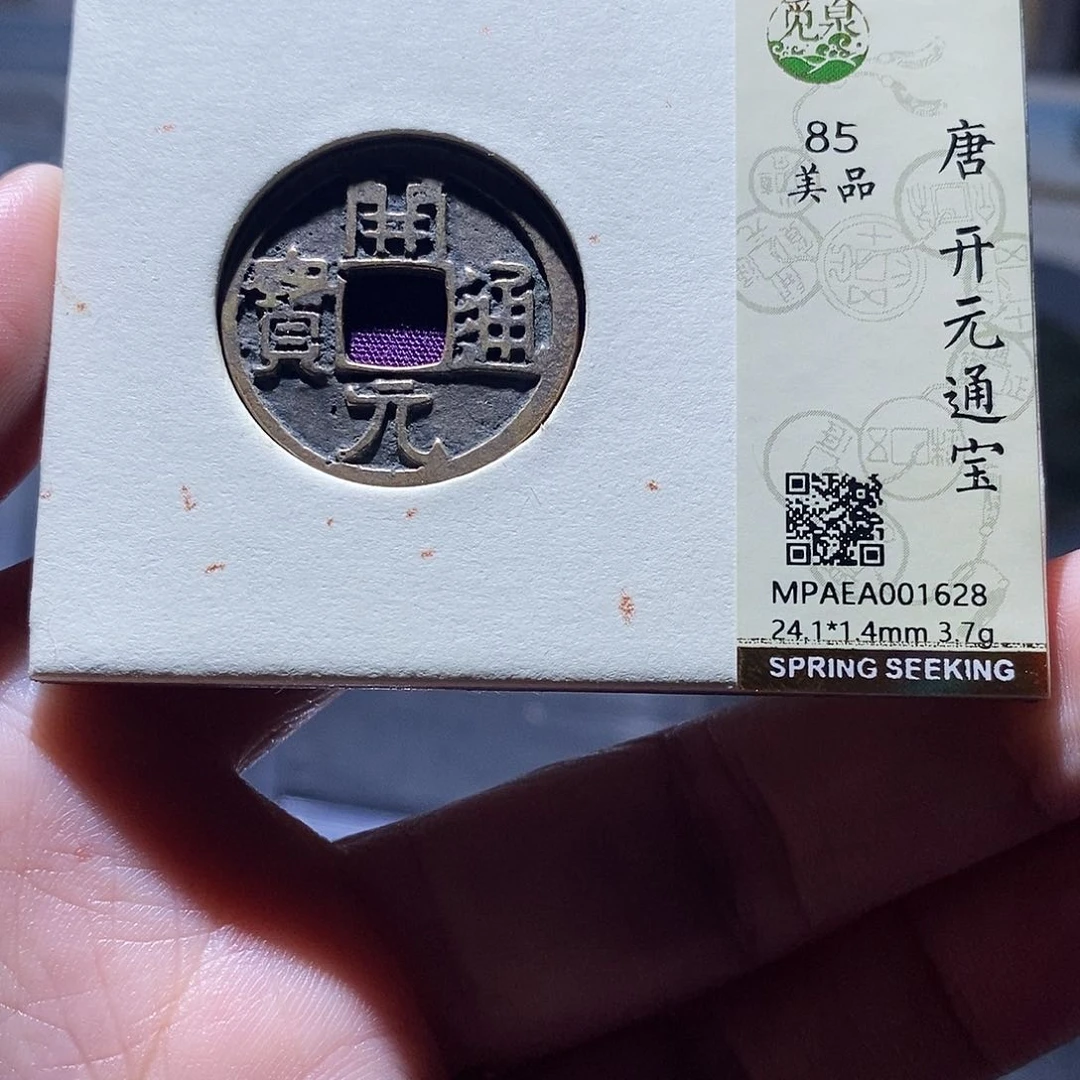 開
通
元
寶
觅泉
85
美品
唐开元通宝
MPAEA001628
24.1*1.4mm 3.7g
SPRING SEEKING